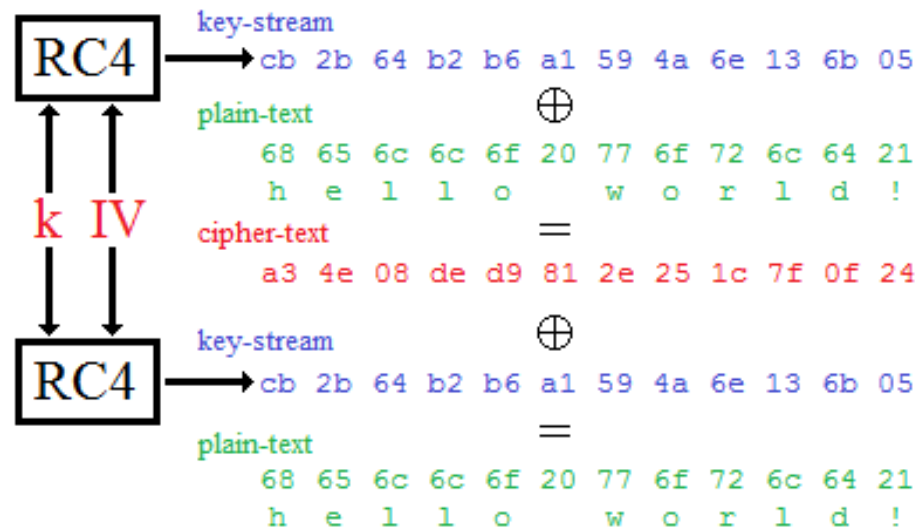 key-stream
RC4
cb 2b 64 b2 b6 a1 59 4a 6e 13 6b 05
plain-text
68 65 6c 6c 6f 20 77 6f 72 6c 64 21
h e l l o w o r l d !
k IV
cipher-text
=
a3 4e 08 de d9 81 2e 25 1c 7f 0f 24
key-stream
RC4
cb 2b 64 b2 b6 a1 59 4a 6e 13 6b 05
=
plain-text
68 65 6c 6c 6f 20 77 6f 72 6c 64 21
h e l l o w o r l d !